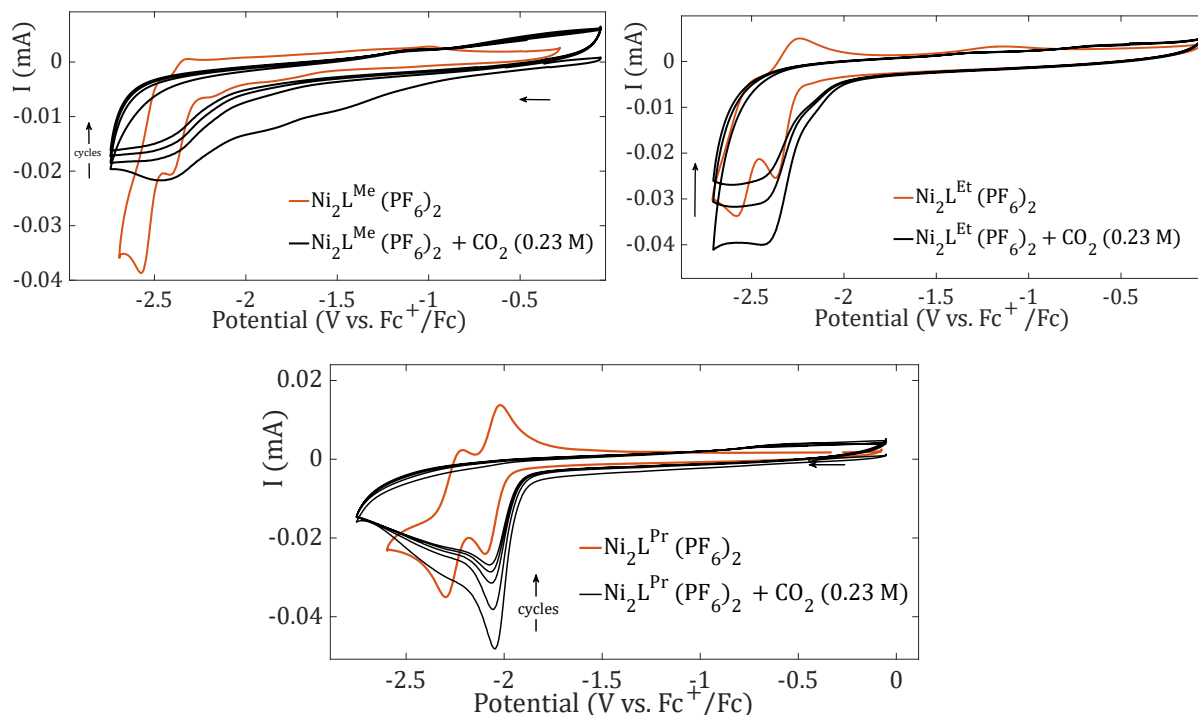 I (mA)
0
-0.01
-0.02
-0.03
-0.04
cycles
Ni₂Lᴹᵉ (PF₆)₂
Ni₂Lᴹᵉ (PF₆)₂ + CO₂ (0.23 M)
-2.5 -2 -1.5 -1 -0.5
Potential (V vs. Fc⁺/Fc)
I (mA)
0
-0.01
-0.02
-0.03
-0.04
Ni₂Lᴱᵗ (PF₆)₂
Ni₂Lᴱᵗ (PF₆)₂ + CO₂ (0.23 M)
-2.5 -2 -1.5 -1 -0.5
Potential (V vs. Fc⁺/Fc)
I (mA)
0.02
0
-0.02
-0.04
cycles
Ni₂Lᴾʳ (PF₆)₂
Ni₂Lᴾʳ (PF₆)₂ + CO₂ (0.23 M)
-2.5 -2 -1.5 -1 -0.5 0
Potential (V vs. Fc⁺/Fc)